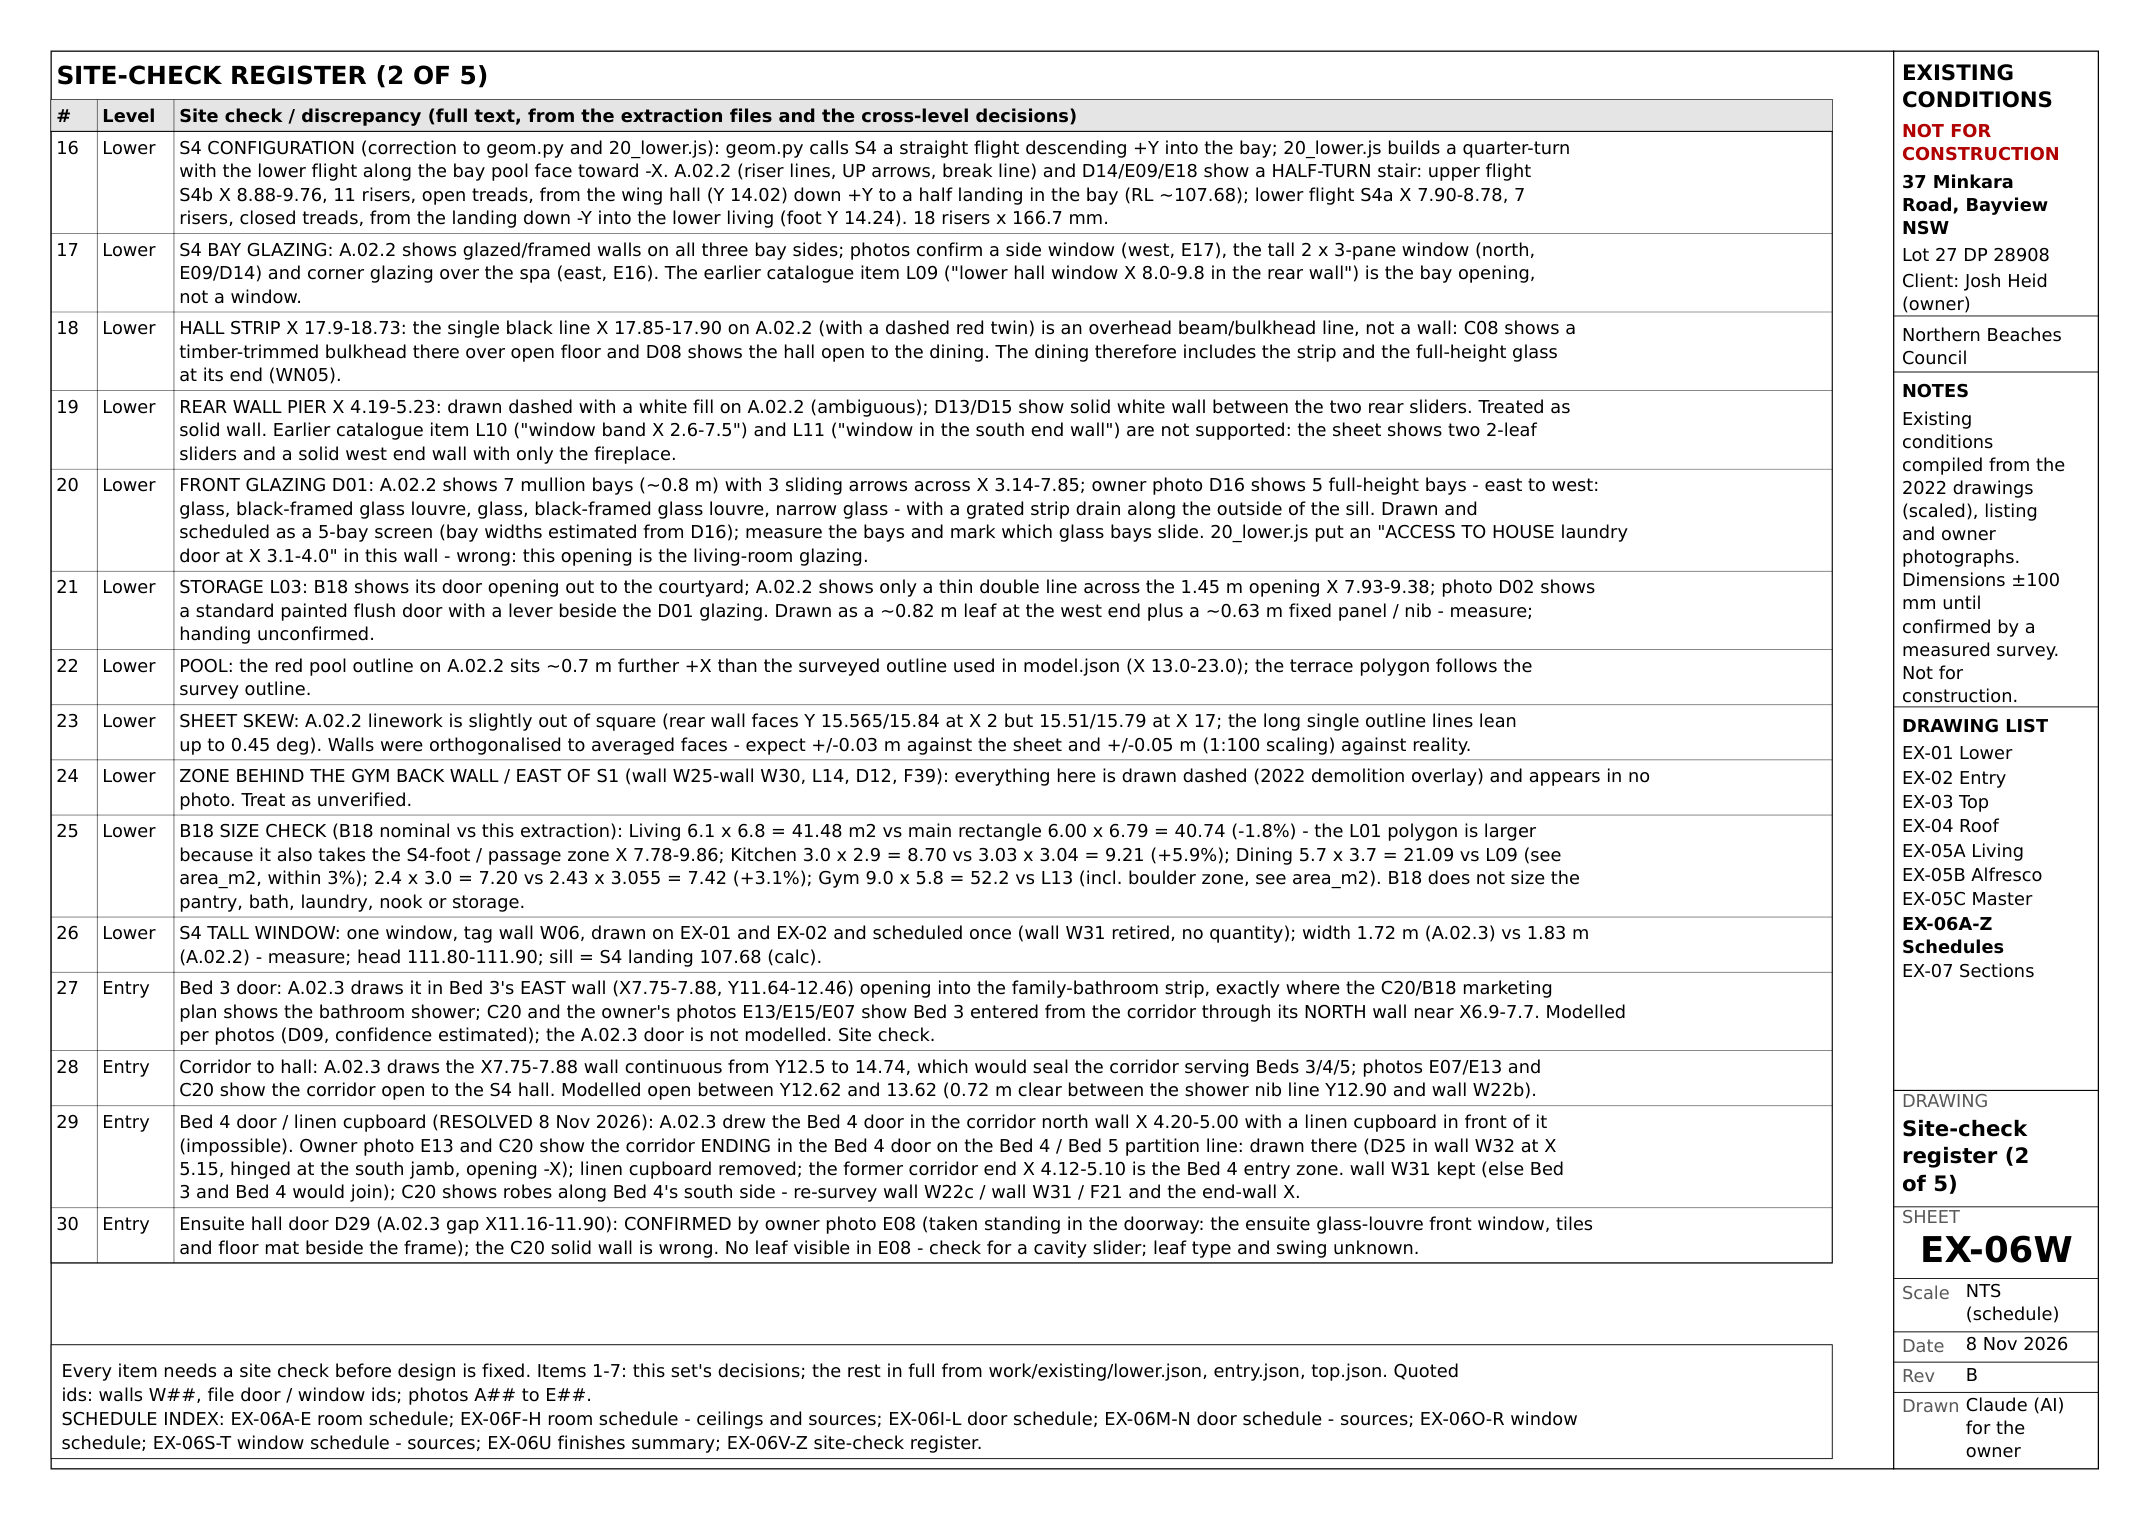 SITE-CHECK REGISTER (2 OF 5)
# Level Site check / discrepancy (full text, from the extraction files and the cross-level decisions)
16 Lower S4 CONFIGURATION (correction to geom.py and 20_lower.js): geom.py calls S4 a straight flight descending +Y into the bay; 20_lower.js builds a quarter-turn
with the lower flight along the bay pool face toward -X. A.02.2 (riser lines, UP arrows, break line) and D14/E09/E18 show a HALF-TURN stair: upper flight
S4b X 8.88-9.76, 11 risers, open treads, from the wing hall (Y 14.02) down +Y to a half landing in the bay (RL ~107.68); lower flight S4a X 7.90-8.78, 7
risers, closed treads, from the landing down -Y into the lower living (foot Y 14.24). 18 risers x 166.7 mm.
17 Lower S4 BAY GLAZING: A.02.2 shows glazed/framed walls on all three bay sides; photos confirm a side window (west, E17), the tall 2 x 3-pane window (north,
E09/D14) and corner glazing over the spa (east, E16). The earlier catalogue item L09 ("lower hall window X 8.0-9.8 in the rear wall") is the bay opening,
not a window.
18 Lower HALL STRIP X 17.9-18.73: the single black line X 17.85-17.90 on A.02.2 (with a dashed red twin) is an overhead beam/bulkhead line, not a wall: C08 shows a
timber-trimmed bulkhead there over open floor and D08 shows the hall open to the dining. The dining therefore includes the strip and the full-height glass
at its end (WN05).
19 Lower REAR WALL PIER X 4.19-5.23: drawn dashed with a white fill on A.02.2 (ambiguous); D13/D15 show solid white wall between the two rear sliders. Treated as
solid wall. Earlier catalogue item L10 ("window band X 2.6-7.5") and L11 ("window in the south end wall") are not supported: the sheet shows two 2-leaf
sliders and a solid west end wall with only the fireplace.
20 Lower FRONT GLAZING D01: A.02.2 shows 7 mullion bays (~0.8 m) with 3 sliding arrows across X 3.14-7.85; owner photo D16 shows 5 full-height bays - east to west:
glass, black-framed glass louvre, glass, black-framed glass louvre, narrow glass - with a grated strip drain along the outside of the sill. Drawn and
scheduled as a 5-bay screen (bay widths estimated from D16); measure the bays and mark which glass bays slide. 20_lower.js put an "ACCESS TO HOUSE laundry
door at X 3.1-4.0" in this wall - wrong: this opening is the living-room glazing.
21 Lower STORAGE L03: B18 shows its door opening out to the courtyard; A.02.2 shows only a thin double line across the 1.45 m opening X 7.93-9.38; photo D02 shows
a standard painted flush door with a lever beside the D01 glazing. Drawn as a ~0.82 m leaf at the west end plus a ~0.63 m fixed panel / nib - measure;
handing unconfirmed.
22 Lower POOL: the red pool outline on A.02.2 sits ~0.7 m further +X than the surveyed outline used in model.json (X 13.0-23.0); the terrace polygon follows the
survey outline.
23 Lower SHEET SKEW: A.02.2 linework is slightly out of square (rear wall faces Y 15.565/15.84 at X 2 but 15.51/15.79 at X 17; the long single outline lines lean
up to 0.45 deg). Walls were orthogonalised to averaged faces - expect +/-0.03 m against the sheet and +/-0.05 m (1:100 scaling) against reality.
24 Lower ZONE BEHIND THE GYM BACK WALL / EAST OF S1 (wall W25-wall W30, L14, D12, F39): everything here is drawn dashed (2022 demolition overlay) and appears in no
photo. Treat as unverified.
25 Lower B18 SIZE CHECK (B18 nominal vs this extraction): Living 6.1 x 6.8 = 41.48 m2 vs main rectangle 6.00 x 6.79 = 40.74 (-1.8%) - the L01 polygon is larger
because it also takes the S4-foot / passage zone X 7.78-9.86; Kitchen 3.0 x 2.9 = 8.70 vs 3.03 x 3.04 = 9.21 (+5.9%); Dining 5.7 x 3.7 = 21.09 vs L09 (see
area_m2, within 3%); 2.4 x 3.0 = 7.20 vs 2.43 x 3.055 = 7.42 (+3.1%); Gym 9.0 x 5.8 = 52.2 vs L13 (incl. boulder zone, see area_m2). B18 does not size the
pantry, bath, laundry, nook or storage.
26 Lower S4 TALL WINDOW: one window, tag wall W06, drawn on EX-01 and EX-02 and scheduled once (wall W31 retired, no quantity); width 1.72 m (A.02.3) vs 1.83 m
(A.02.2) - measure; head 111.80-111.90; sill = S4 landing 107.68 (calc).
27 Entry Bed 3 door: A.02.3 draws it in Bed 3's EAST wall (X7.75-7.88, Y11.64-12.46) opening into the family-bathroom strip, exactly where the C20/B18 marketing
plan shows the bathroom shower; C20 and the owner's photos E13/E15/E07 show Bed 3 entered from the corridor through its NORTH wall near X6.9-7.7. Modelled
per photos (D09, confidence estimated); the A.02.3 door is not modelled. Site check.
28 Entry Corridor to hall: A.02.3 draws the X7.75-7.88 wall continuous from Y12.5 to 14.74, which would seal the corridor serving Beds 3/4/5; photos E07/E13 and
C20 show the corridor open to the S4 hall. Modelled open between Y12.62 and 13.62 (0.72 m clear between the shower nib line Y12.90 and wall W22b).
29 Entry Bed 4 door / linen cupboard (RESOLVED 8 Nov 2026): A.02.3 drew the Bed 4 door in the corridor north wall X 4.20-5.00 with a linen cupboard in front of it
(impossible). Owner photo E13 and C20 show the corridor ENDING in the Bed 4 door on the Bed 4 / Bed 5 partition line: drawn there (D25 in wall W32 at X
5.15, hinged at the south jamb, opening -X); linen cupboard removed; the former corridor end X 4.12-5.10 is the Bed 4 entry zone. wall W31 kept (else Bed
3 and Bed 4 would join); C20 shows robes along Bed 4's south side - re-survey wall W22c / wall W31 / F21 and the end-wall X.
30 Entry Ensuite hall door D29 (A.02.3 gap X11.16-11.90): CONFIRMED by owner photo E08 (taken standing in the doorway: the ensuite glass-louvre front window, tiles
and floor mat beside the frame); the C20 solid wall is wrong. No leaf visible in E08 - check for a cavity slider; leaf type and swing unknown.
Every item needs a site check before design is fixed. Items 1-7: this set's decisions; the rest in full from work/existing/lower.json, entry.json, top.json. Quoted
ids: walls W##, file door / window ids; photos A## to E##.
SCHEDULE INDEX: EX-06A-E room schedule; EX-06F-H room schedule - ceilings and sources; EX-06I-L door schedule; EX-06M-N door schedule - sources; EX-06O-R window
schedule; EX-06S-T window schedule - sources; EX-06U finishes summary; EX-06V-Z site-check register.
EXISTING
CONDITIONS
NOT FOR
CONSTRUCTION
37 Minkara
Road, Bayview
NSW
Lot 27 DP 28908
Client: Josh Heid
(owner)
Northern Beaches
Council
NOTES
Existing
conditions
compiled from the
2022 drawings
(scaled), listing
and owner
photographs.
Dimensions ±100
mm until
confirmed by a
measured survey.
Not for
construction.
DRAWING LIST
EX-01 Lower
EX-02 Entry
EX-03 Top
EX-04 Roof
EX-05A Living
EX-05B Alfresco
EX-05C Master
EX-06A-Z
Schedules
EX-07 Sections
DRAWING
Site-check
register (2
of 5)
SHEET
EX-06W
Scale NTS
(schedule)
Date 8 Nov 2026
Rev B
Drawn Claude (AI)
for the
owner